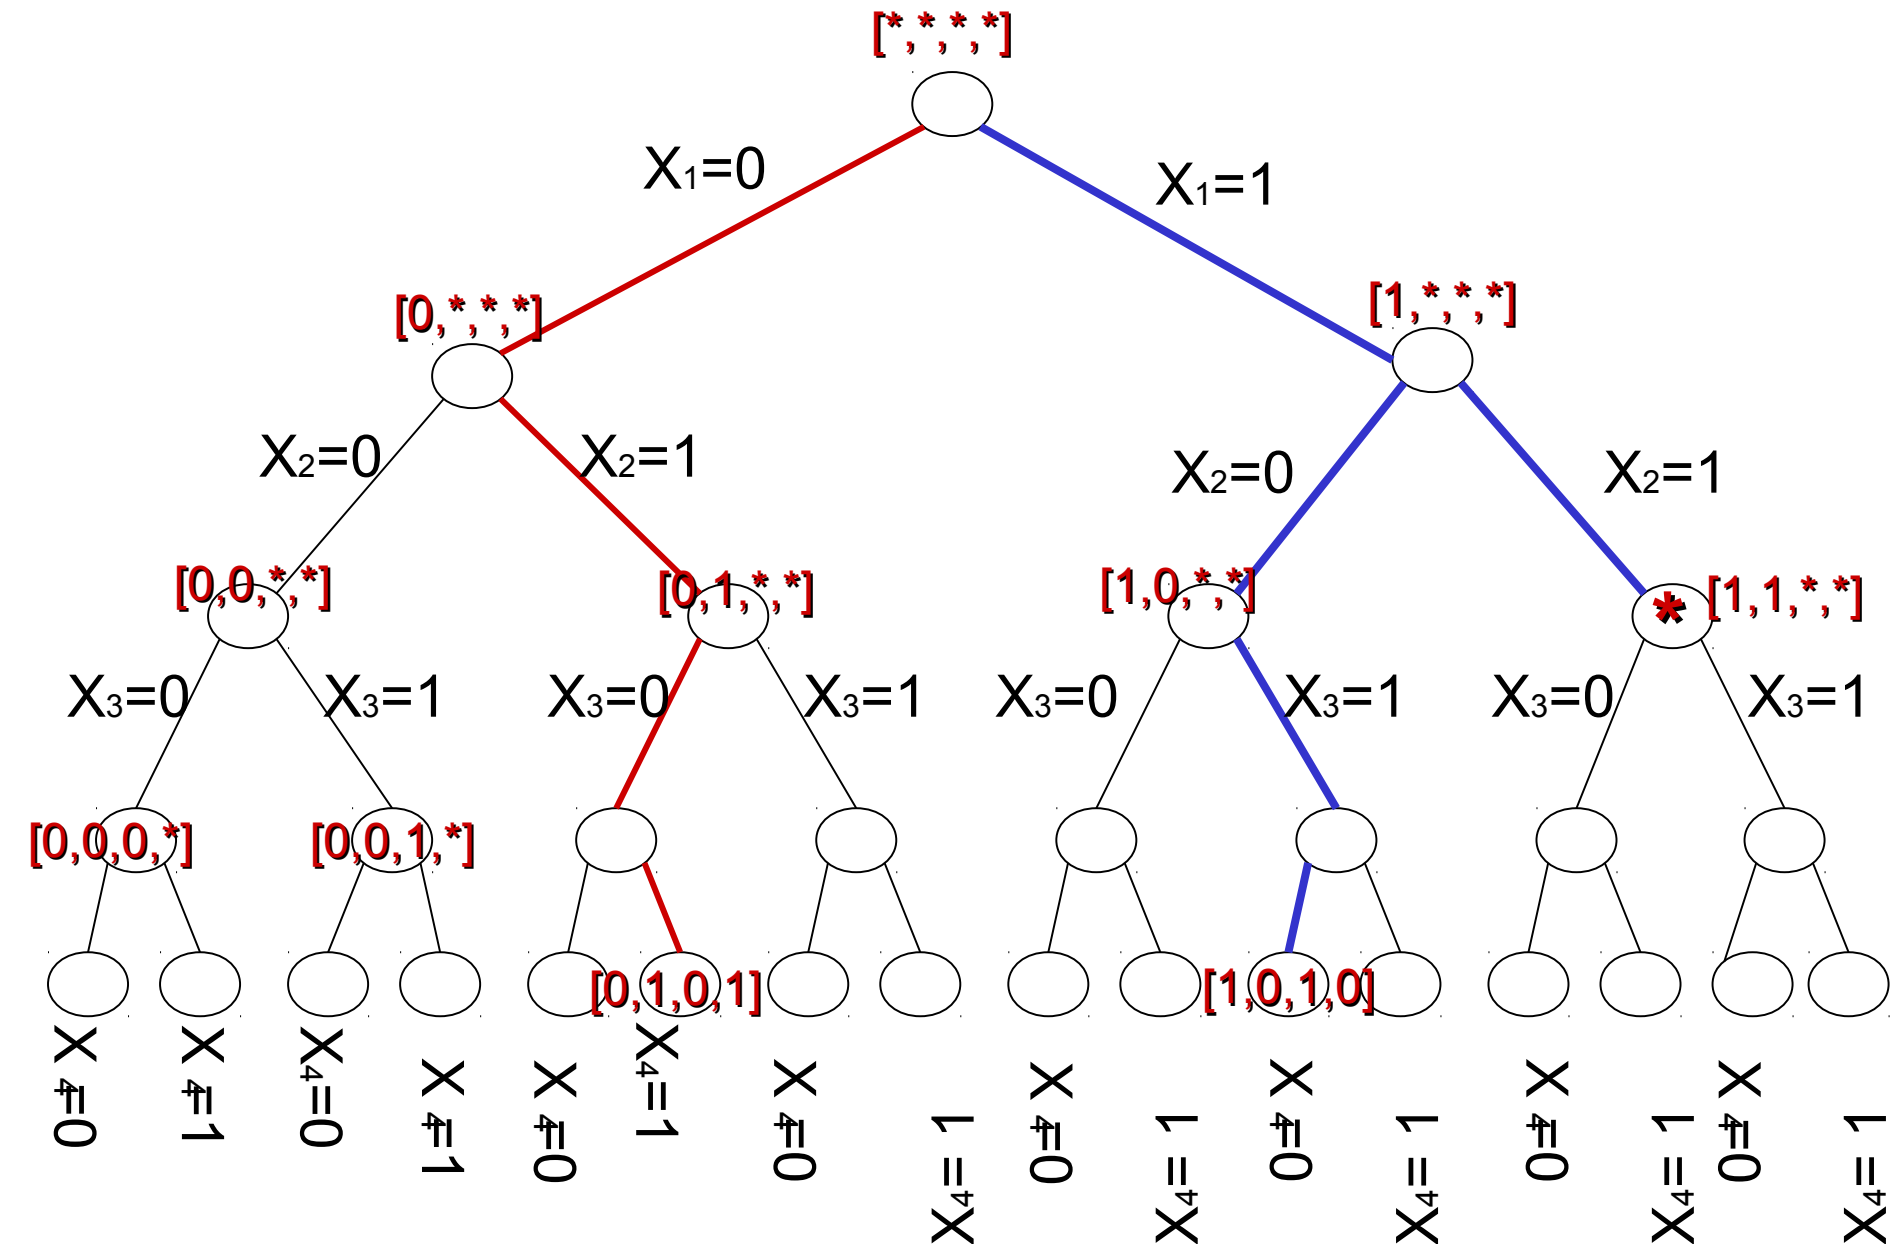 [*,*,*,*]
X1=0
X1=1
[0,*,*,*]
[1,*,*,*]
X2=0
X2=1
X2=0
X2=1
[0,0,*,*]
[0,1,*,*]
[1,0,*,*]
*
[1,1,*,*]
X3=0
X3=1
X3=0
X3=1
X3=0
X3=1
X3=0
X3=1
[0,0,0,*]
[0,0,1,*]
[0,1,0,1]
[1,0,1,0]
X4=0
X4=1
X4=0
X4=1
X4=0
X4=1
X4=0
X4=1
X4=0
X4=1
X4=0
X4=1
X4=0
X4=1
X4=0
X4=1